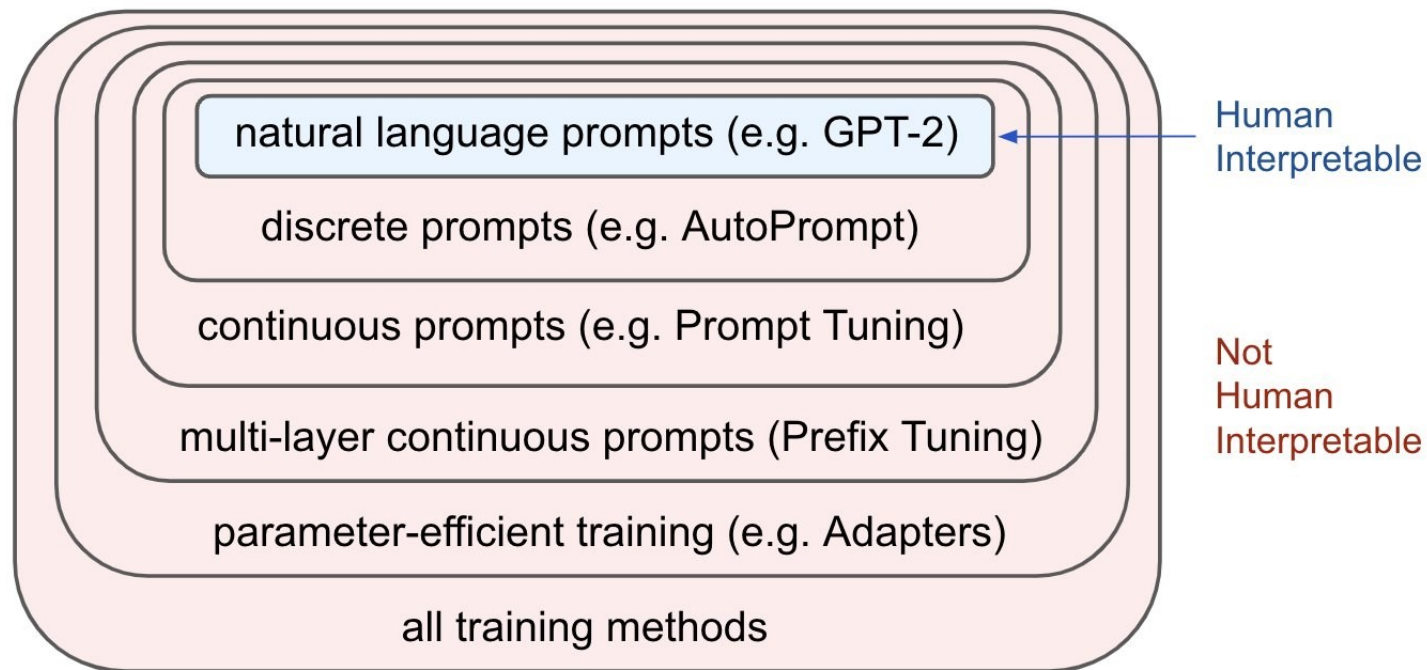 natural language prompts (e.g. GPT-2)
discrete prompts (e.g. AutoPrompt)
continuous prompts (e.g. Prompt Tuning)
multi-layer continuous prompts (Prefix Tuning)
parameter-efficient training (e.g. Adapters)
all training methods
Human
Interpretable
Not
Human
Interpretable